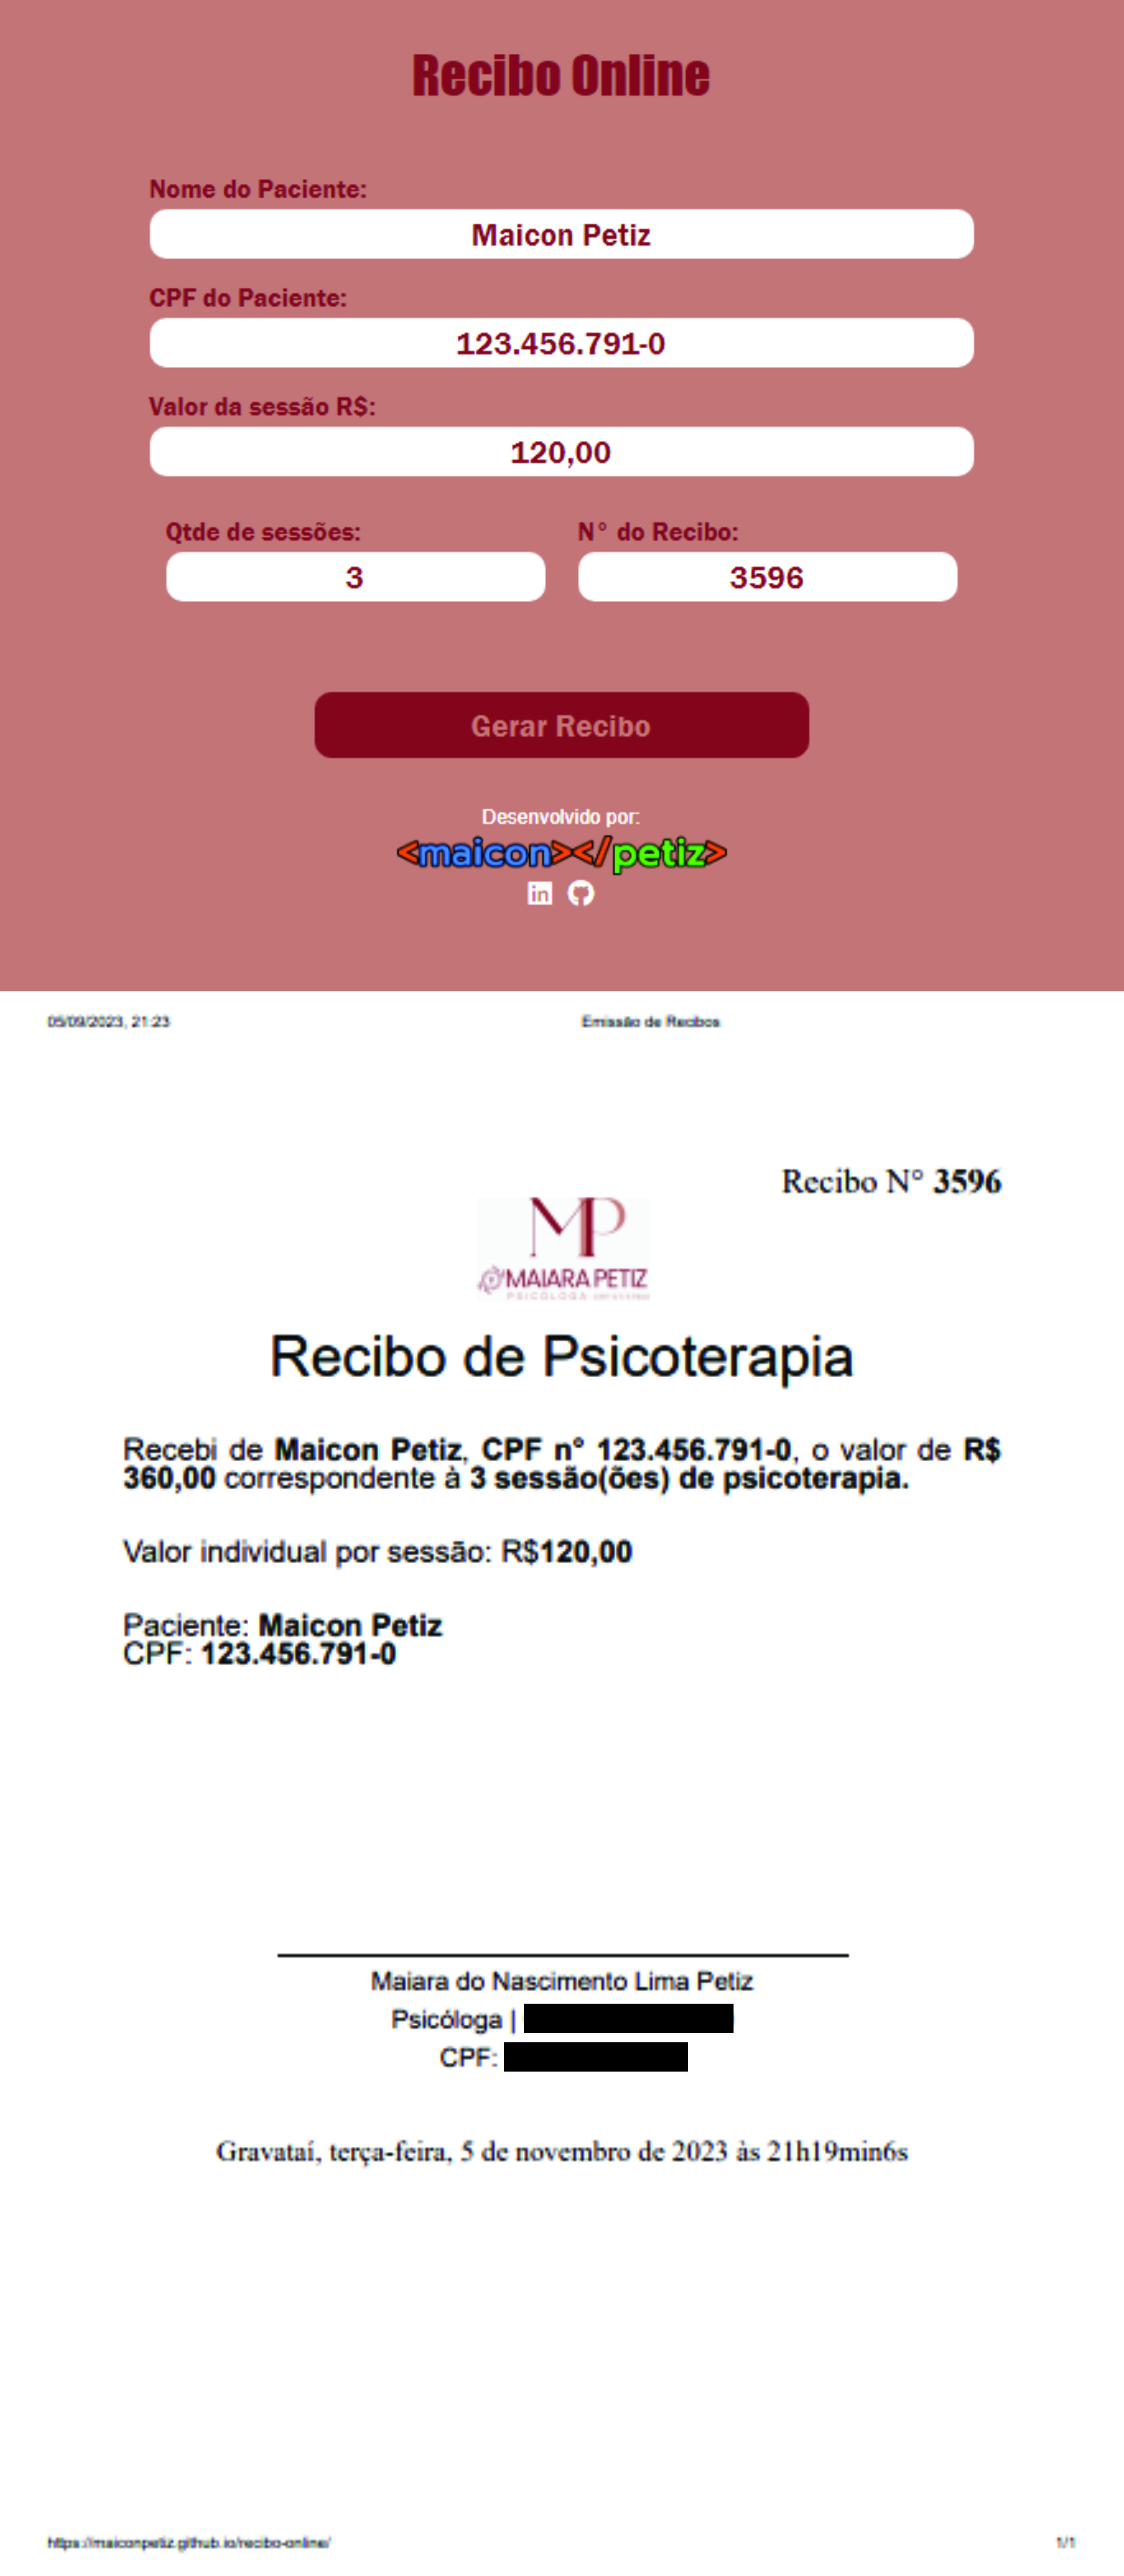 Recibo Online
Nome do Paciente:
Maicon Petiz
CPF do Paciente:
123.456.791-0
Valor da sessão R$:
120,00
Qtde de sessões:
3
N° do Recibo:
3596
Gerar Recibo
Desenvolvido por:
<maicon></petiz>
in
05/09/2023, 21:23
Emissão de Recibos
Recibo N° 3596
MP
MAIARA PETIZ
PSICÓLOGA
Recibo de Psicoterapia
Recebi de Maicon Petiz, CPF n° 123.456.791-0, o valor de R$
360,00 correspondente à 3 sessão(ões) de psicoterapia.
Valor individual por sessão: R$120,00
Paciente: Maicon Petiz
CPF: 123.456.791-0
Maiara do Nascimento Lima Petiz
Psicóloga |
CPF:
Gravataí, terça-feira, 5 de novembro de 2023 às 21h19min6s
https://maiconpetiz.github.io/recibo-online/
1/1